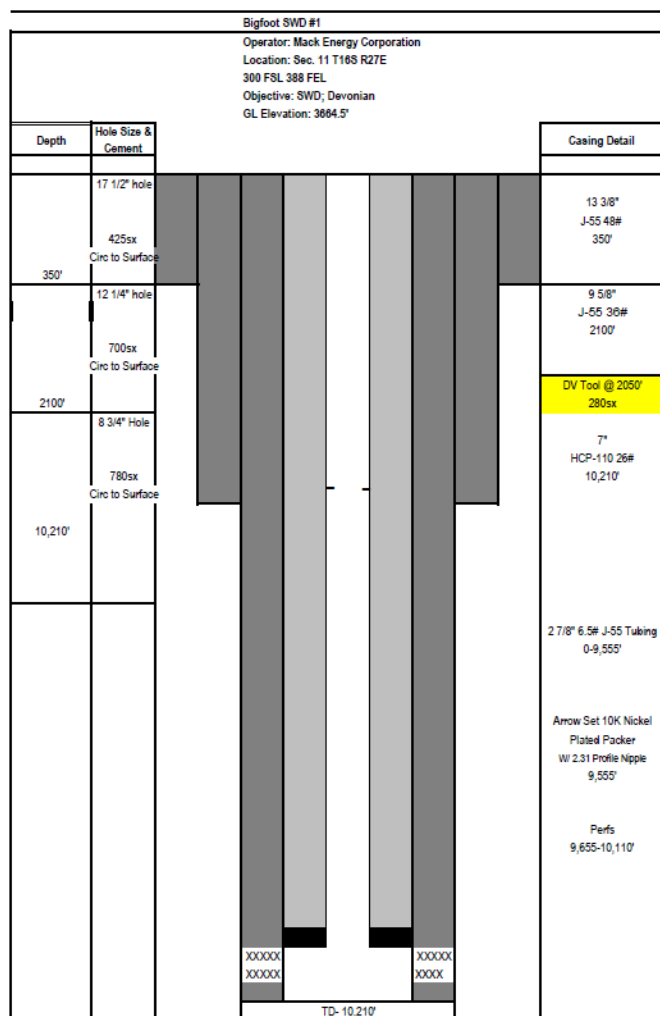 Bigfoot SWD #1
Operator: Mack Energy Corporation
Location: Sec. 11 T16S R27E
300 FSL 388 FEL
Objective: SWD; Devonian
GL Elevation: 3664.5'
Depth
Hole Size &
Cement
Casing Detail
17 1/2" hole
425sx
Circ to Surface
350'
13 3/8"
J-55 48#
350'
12 1/4" hole
700sx
Circ to Surface
2100'
9 5/8"
J-55 36#
2100'
DV Tool @ 2050'
280sx
8 3/4" Hole
780sx
Circ to Surface
10,210'
7"
HCP-110 26#
10,210'
2 7/8" 6.5# J-55 Tubing
0-9,555'
Arrow Set 10K Nickel
Plated Packer
W/ 2.31 Profile Nipple
9,555'
Perfs
9,655-10,110'
XXXXX XXXXX
XXXXX XXXX
TD- 10,210'